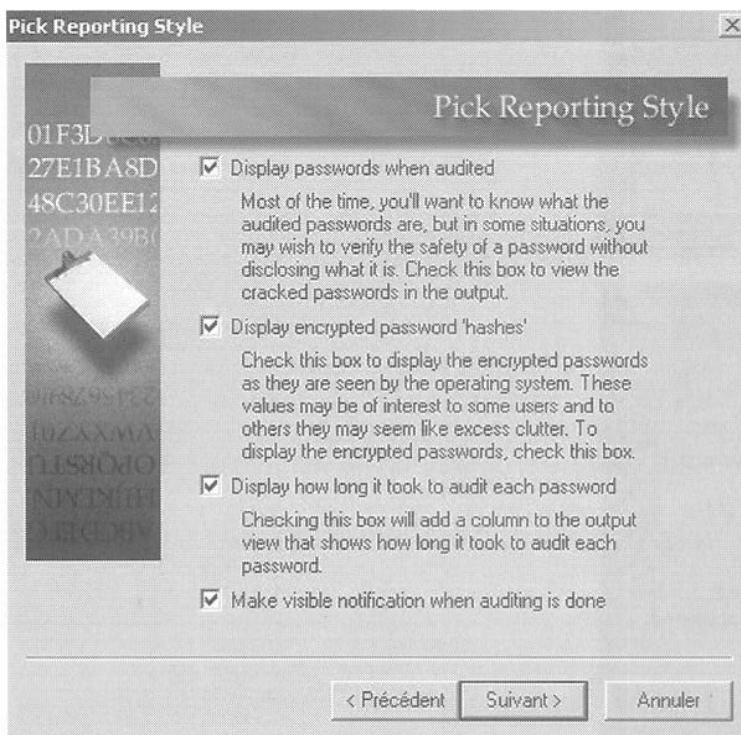 Pick Reporting Style
Pick Reporting Style
27E1BA8D
48C30EE12
2ADA39B
Display passwords when audited
Most of the time, you'll want to know what the
audited passwords are, but in some situations, you
may wish to verify the safety of a password without
disclosing what it is. Check this box to view the
cracked passwords in the output.
Display encrypted password 'hashes'
Check this box to display the encrypted passwords
as they are seen by the operating system. These
values may be of interest to some users and to
others they may seem like excess clutter. To
display the encrypted passwords, check this box.
Display how long it took to audit each password
Checking this box will add a column to the output
view that shows how long it took to audit each
password.
Make visible notification when auditing is done
< Précédent
Suivant >
Annuler